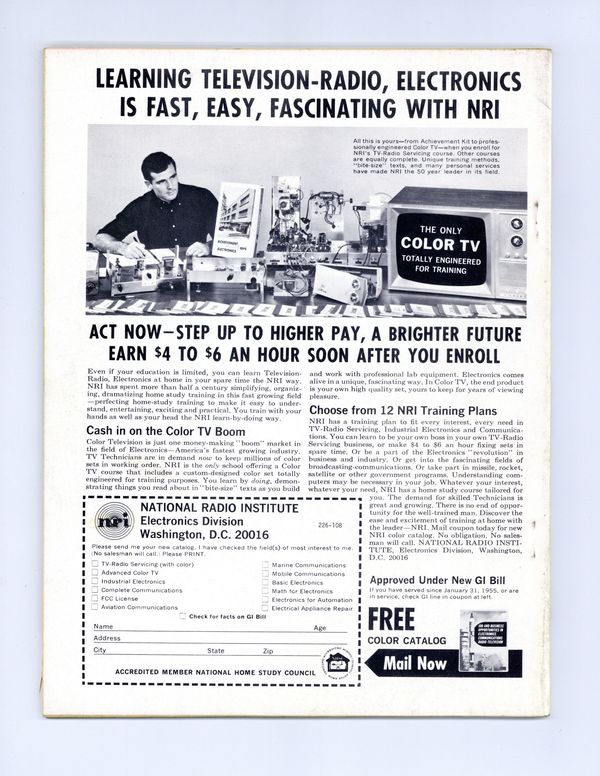 LEARNING TELEVISION-RADIO, ELECTRONICS
IS FAST, EASY, FASCINATING WITH NRI
All this is yours—from Achievement Kit to profes-
sionally engineered Color TV—when you enroll for
NRI's TV-Radio Servicing course. Other courses
are equally complete. Unique training methods,
"bite-size" texts, and many personal services
have made NRI the 50 year leader in its field.
ACHIEVEMENT
ELECTRONICS
THE ONLY
COLOR TV
TOTALLY ENGINEERED
FOR TRAINING
ACT NOW—STEP UP TO HIGHER PAY, A BRIGHTER FUTURE
EARN $4 TO $6 AN HOUR SOON AFTER YOU ENROLL
Even if your education is limited, you can learn Television-
Radio, Electronics at home in your spare time the NRI way.
NRI has spent more than half a century simplifying, organiz-
ing, dramatizing home study training in this fast growing field
—perfecting home-study training to make it easy to under-
stand, entertaining, exciting and practical. You train with your
hands as well as your head the NRI learn-by-doing way.
Cash in on the Color TV Boom
Color Television is just one money-making "boom" market in
the field of Electronics—America's fastest growing industry.
TV Technicians are in demand now to keep millions of color
sets in working order. NRI is the only school offering a Color
TV course that includes a custom-designed color set totally
engineered for training purposes. You learn by doing, demon-
strating things you read about in "bite-size" texts as you build
and work with professional lab equipment. Electronics comes
alive in a unique, fascinating way. In Color TV, the end product
is your own high quality set, yours to keep for years of viewing
pleasure.
Choose from 12 NRI Training Plans
NRI has a training plan to fit every interest, every need in
TV-Radio Servicing, Industrial Electronics and Communica-
tions. You can learn to be your own boss in your own TV-Radio
Servicing business, or make $4 to $6 an hour fixing sets in
spare time. Or be a part of the Electronics "revolution" in
business and industry. Or get into the fascinating fields of
broadcasting-communications. Or take part in missile, rocket,
satellite or other government programs. Understanding com-
puters may be necessary in your job. Whatever your interest,
whatever your need, NRI has a home study course tailored for
you. The demand for skilled Technicians is
great and growing. There is no end of oppor-
tunity for the well-trained man. Discover the
ease and excitement of training at home with
the leader—NRI. Mail coupon today for new
NRI color catalog. No obligation. No sales-
man will call. NATIONAL RADIO INSTI-
TUTE, Electronics Division, Washington,
D.C. 20016
nri
NATIONAL RADIO INSTITUTE
Electronics Division
Washington, D.C. 20016
226-108
Please send me your new catalog. I have checked the field(s) of most interest to me.
(No salesman will call.) Please PRINT.
TV-Radio Servicing (with color)
Advanced Color TV
Industrial Electronics
Complete Communications
FCC License
Aviation Communications
Marine Communications
Mobile Communications
Basic Electronics
Math for Electronics
Electronics for Automation
Electrical Appliance Repair
Check for facts on GI Bill
Name Age
Address
City State Zip
ACCREDITED MEMBER NATIONAL HOME STUDY COUNCIL
Approved Under New GI Bill
If you have served since January 31, 1955, or are
in service, check GI line in coupon at left.
FREE
COLOR CATALOG
Mail Now